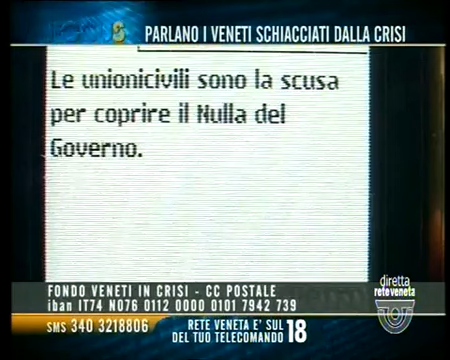 PARLANO I VENETI SCHIACCIATI DALLA CRISI
Le unionicivili sono la scusa
per coprire il Nulla del
Governo.
diretta
reteveneta
FONDO VENETI IN CRISI - CC POSTALE
iban IT74 N076 0112 0000 0101 7942 739
SMS 340 3218806
RETE VENETA E' SUL
DEL TUO TELECOMANDO 18